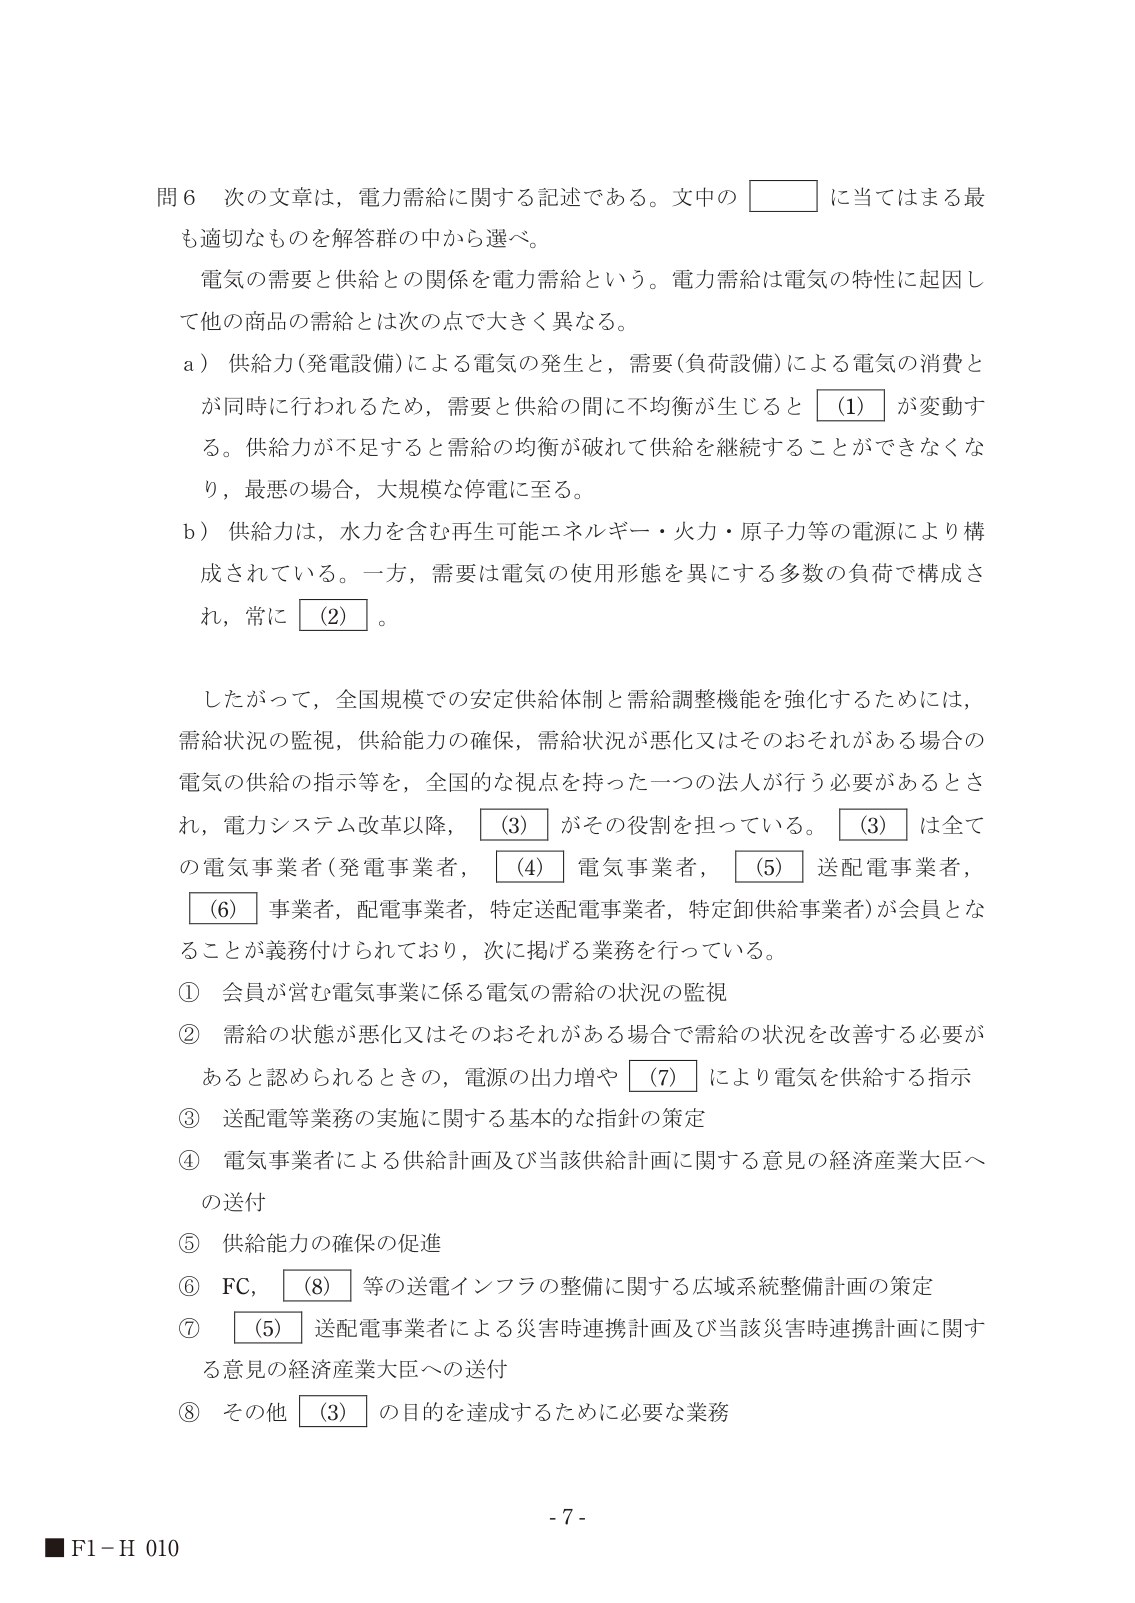 問６　次の文章は，電力需給に関する記述である。文中の　　　に当てはまる最
も適切なものを解答群の中から選べ。
電気の需要と供給との関係を電力需給という。電力需給は電気の特性に起因し
て他の商品の需給とは次の点で大きく異なる。
ａ）供給力(発電設備)による電気の発生と，需要(負荷設備)による電気の消費と
が同時に行われるため，需要と供給の間に不均衡が生じると (1) が変動す
る。供給力が不足すると需給の均衡が破れて供給を継続することができなくな
り，最悪の場合，大規模な停電に至る。
ｂ）供給力は，水力を含む再生可能エネルギー・火力・原子力等の電源により構
成されている。一方，需要は電気の使用形態を異にする多数の負荷で構成さ
れ，常に (2) 。
したがって，全国規模での安定供給体制と需給調整機能を強化するためには，
需給状況の監視，供給能力の確保，需給状況が悪化又はそのおそれがある場合の
電気の供給の指示等を，全国的な視点を持った一つの法人が行う必要があるとさ
れ，電力システム改革以降， (3) がその役割を担っている。 (3) は全て
の電気事業者(発電事業者， (4) 電気事業者， (5) 送配電事業者，
(6) 事業者，配電事業者，特定送配電事業者，特定卸供給事業者)が会員とな
ることが義務付けられており，次に掲げる業務を行っている。
①　会員が営む電気事業に係る電気の需給の状況の監視
②　需給の状態が悪化又はそのおそれがある場合で需給の状況を改善する必要が
あると認められるときの，電源の出力増や (7) により電気を供給する指示
③　送配電等業務の実施に関する基本的な指針の策定
④　電気事業者による供給計画及び当該供給計画に関する意見の経済産業大臣へ
の送付
⑤　供給能力の確保の促進
⑥　FC， (8) 等の送電インフラの整備に関する広域系統整備計画の策定
⑦　 (5) 送配電事業者による災害時連携計画及び当該災害時連携計画に関す
る意見の経済産業大臣への送付
⑧　その他 (3) の目的を達成するために必要な業務
- 7 -
■ F1－H 010